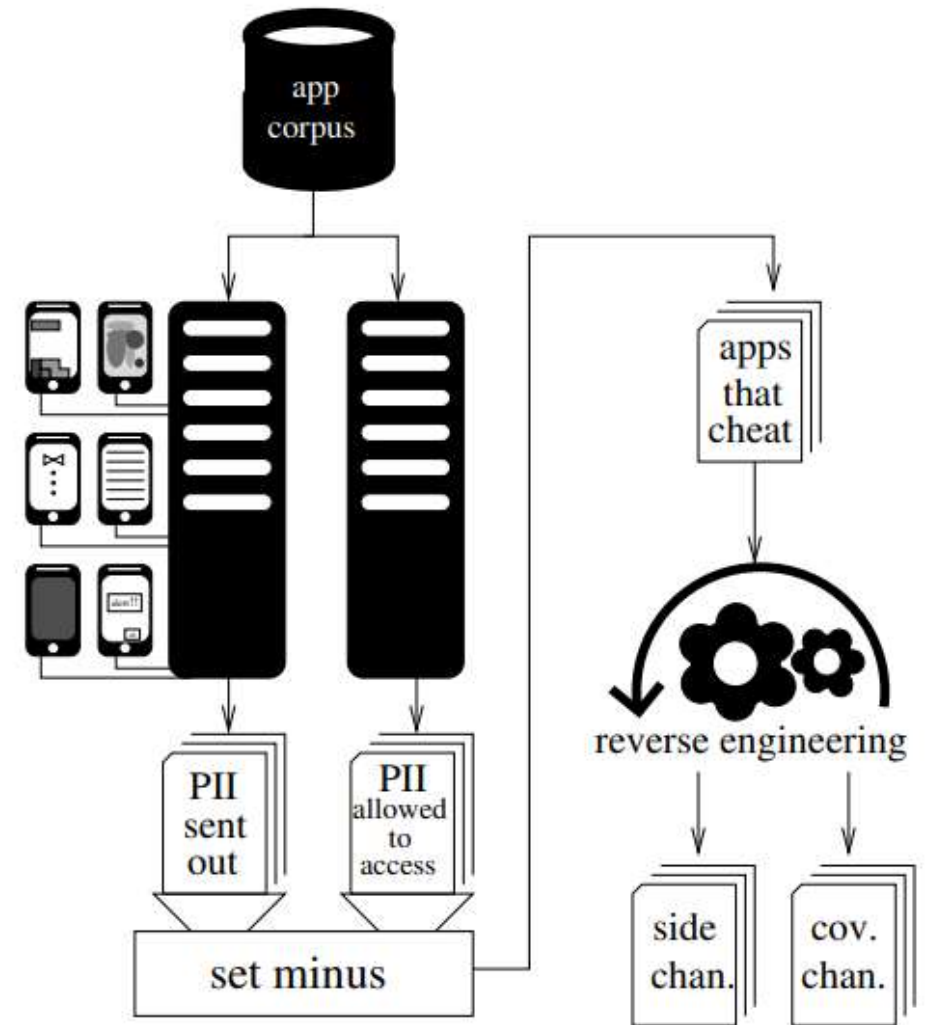 app
corpus
apps
that
cheat
reverse engineering
PII
sent
out
PII
allowed
to
access
set minus
side
chan.
cov.
chan.